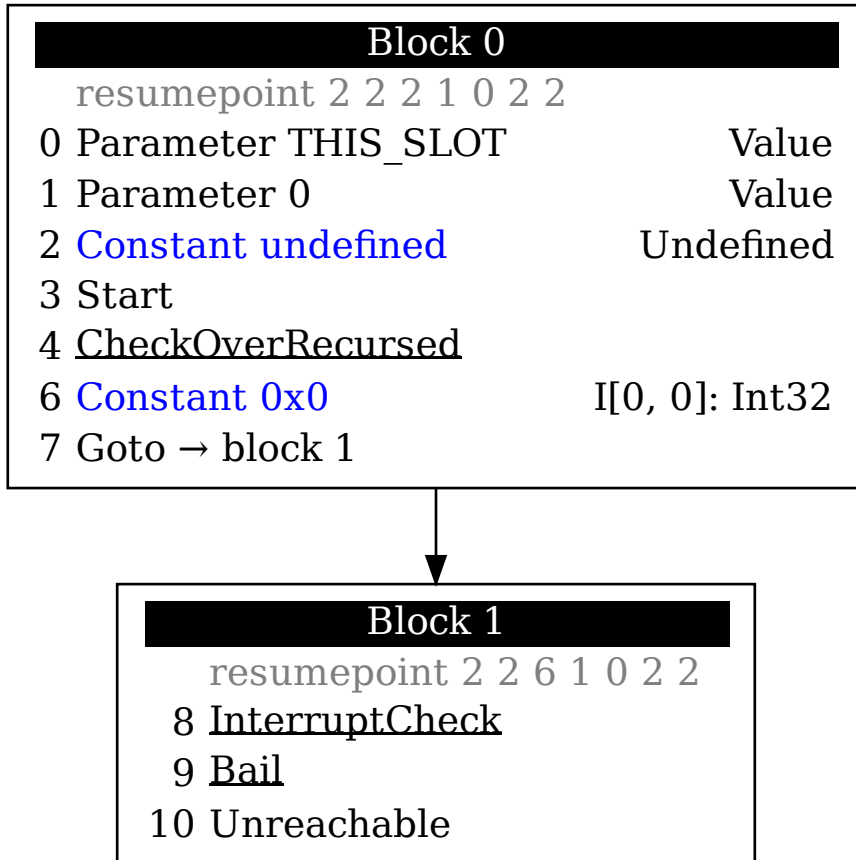 Block 0
resumepoint 2 2 2 1 0 2 2
0 Parameter THIS_SLOT Value
1 Parameter 0 Value
2 Constant undefined Undefined
3 Start
4 CheckOverRecursed
6 Constant 0x0 I[0, 0]: Int32
7 Goto → block 1
Block 1
resumepoint 2 2 6 1 0 2 2
8 InterruptCheck
9 Bail
10 Unreachable